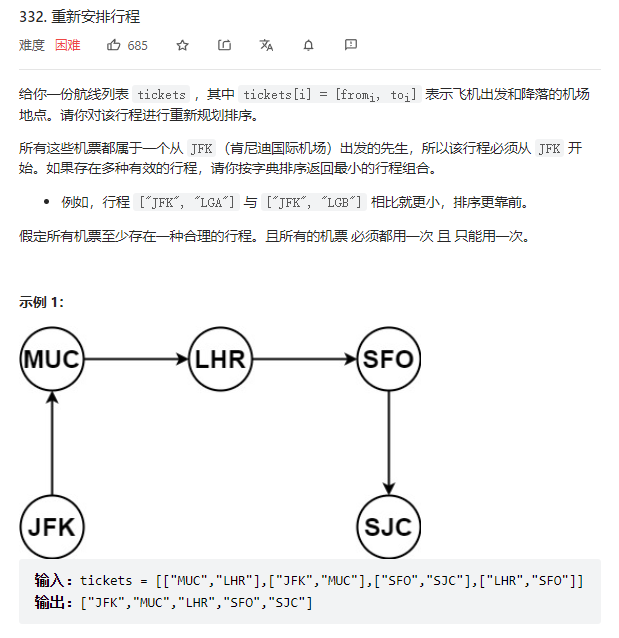 332. 重新安排行程
难度 困难 685
给你一份航线列表 tickets ，其中 tickets[i] = [fromi, toi] 表示飞机出发和降落的机场
地点。请你对该行程进行重新规划排序。
所有这些机票都属于一个从 JFK （肯尼迪国际机场）出发的先生，所以该行程必须从 JFK 开
始。如果存在多种有效的行程，请你按字典排序返回最小的行程组合。
• 例如，行程 ["JFK", "LGA"] 与 ["JFK", "LGB"] 相比就更小，排序更靠前。
假定所有机票至少存在一种合理的行程。且所有的机票 必须都用一次 且 只能用一次。
示例 1：
MUC LHR SFO
JFK SJC
输入：tickets = [["MUC","LHR"],["JFK","MUC"],["SFO","SJC"],["LHR","SFO"]]
输出：["JFK","MUC","LHR","SFO","SJC"]